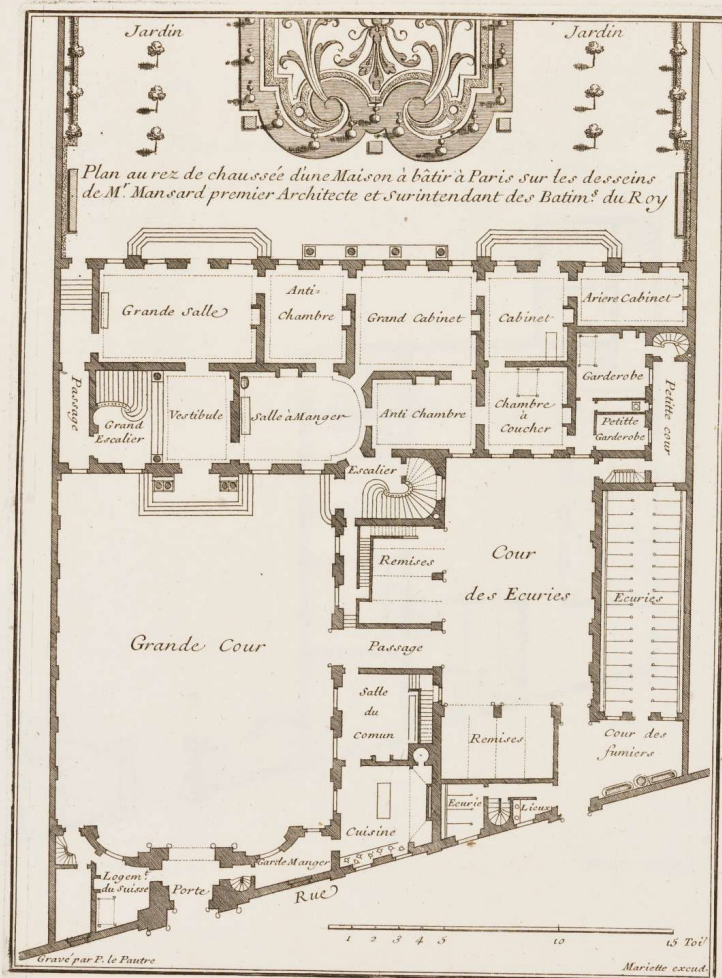 Jardin
Jardin
Plan au rez de chaussée d'une Maison à bâtir à Paris sur les desseins
de Mr. Mansard premier Architecte et Surintendant des Batims. du Roy
Grande Salle
Anti-
Chambre
Grand Cabinet
Cabinet
Ariere Cabinet
Passage
Grand
Escalier
Vestibule
Salle à Manger
Anti Chambre
Chambre
à
Coucher
Garderobe
Petitte
Garderobe
Petitte cour
Escalier
Remises
Cour
des Ecuries
Ecuries
Grande Cour
Passage
Salle
du
Comun
Remises
Cour des
fumiers
Cuisine
Ecurie
Lieux
Logemt.
du Suisse
Porte
Garde Manger
Rue
1 2 3 4 5 10 15 Toi
Gravé par P. le Pautre
Mariette excud.